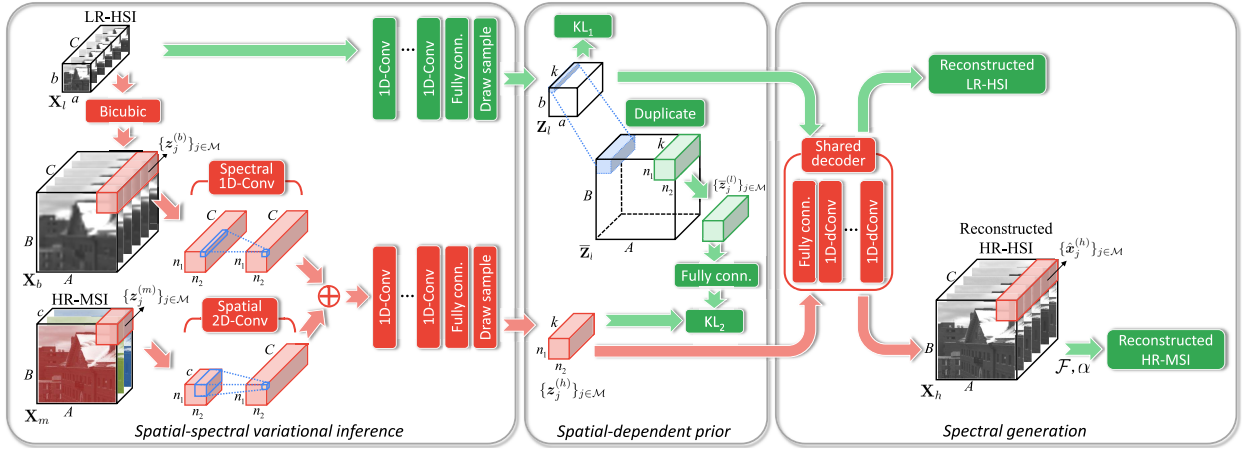 LR-HSI
C
b
a
X_l
Bicubic
{z_j^{(b)}}_{j∈M}
C
B
A
X_b
Spectral
1D-Conv
C
C
n_1
n_2
n_1
n_2
HR-MSI
{z_j^{(m)}}_{j∈M}
c
B
A
X_m
Spatial
2D-Conv
c
C
n_1
n_2
n_1
n_2
1D-Conv
...
1D-Conv
Fully conn.
Draw sample
1D-Conv
...
1D-Conv
Fully conn.
Draw sample
Spatial-spectral variational inference
KL_1
k
b
a
Z_l
Duplicate
k
n_1
n_2
B
A
{z̅_j^{(l)}}_{j∈M}
Fully conn.
KL_2
k
n_1
n_2
{z_j^{(h)}}_{j∈M}
Spatial-dependent prior
Reconstructed
LR-HSI
Shared
decoder
Fully conn.
1D-dConv
...
1D-dConv
Reconstructed
HR-HSI
{x̂_j^{(h)}}_{j∈M}
C
B
A
X_h
F, α
Reconstructed
HR-MSI
Spectral generation